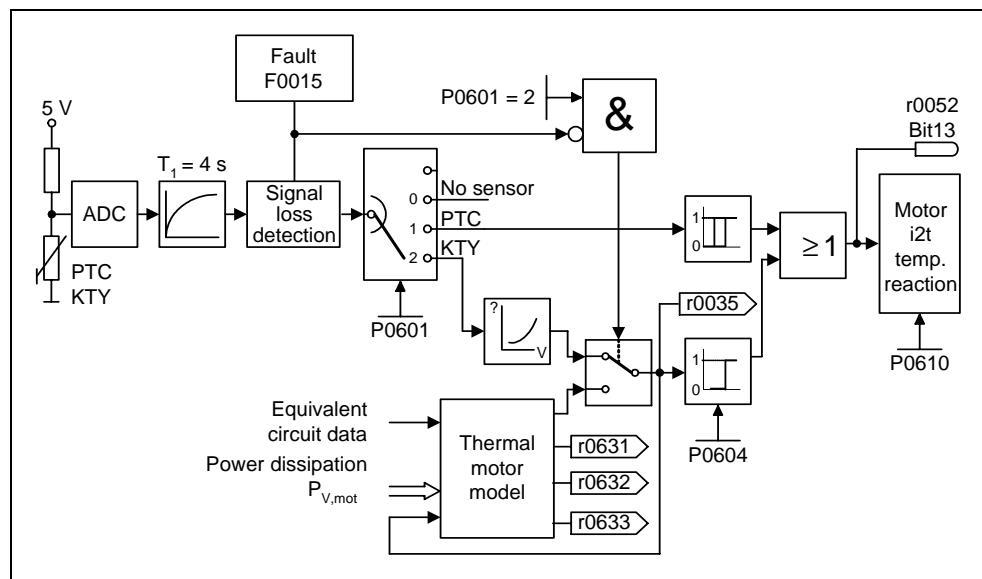 Fault
F0015
P0601 = 2
&
r0052
Bit13
5 V
T1 = 4 s
ADC
Signal
loss
detection
0
No sensor
1
PTC
2
KTY
P0601
PTC
KTY
1
0
≥1
Motor
i2t
temp.
reaction
P0610
?
V
r0035
1
0
P0604
Equivalent
circuit data
Power dissipation
PV,mot
Thermal
motor
model
r0631
r0632
r0633